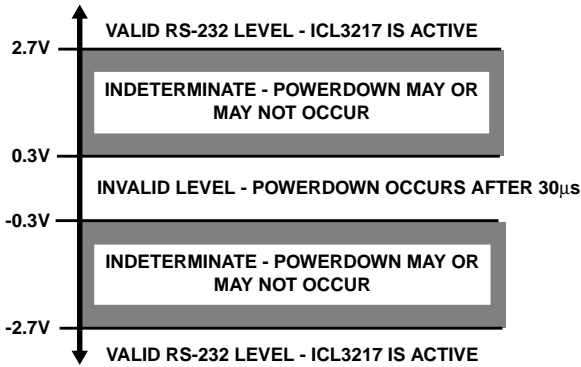 VALID RS-232 LEVEL - ICL3217 IS ACTIVE
2.7V
INDETERMINATE - POWERDOWN MAY OR
MAY NOT OCCUR
0.3V
INVALID LEVEL - POWERDOWN OCCURS AFTER 30μs
-0.3V
INDETERMINATE - POWERDOWN MAY OR
MAY NOT OCCUR
-2.7V
VALID RS-232 LEVEL - ICL3217 IS ACTIVE